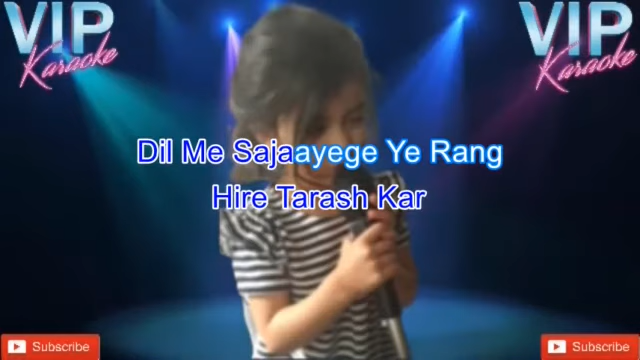 VIP VIP
Karaoke Karaoke
Dil Me Sajaayege Ye Rang
Hire Tarash Kar
Subscribe Subscribe